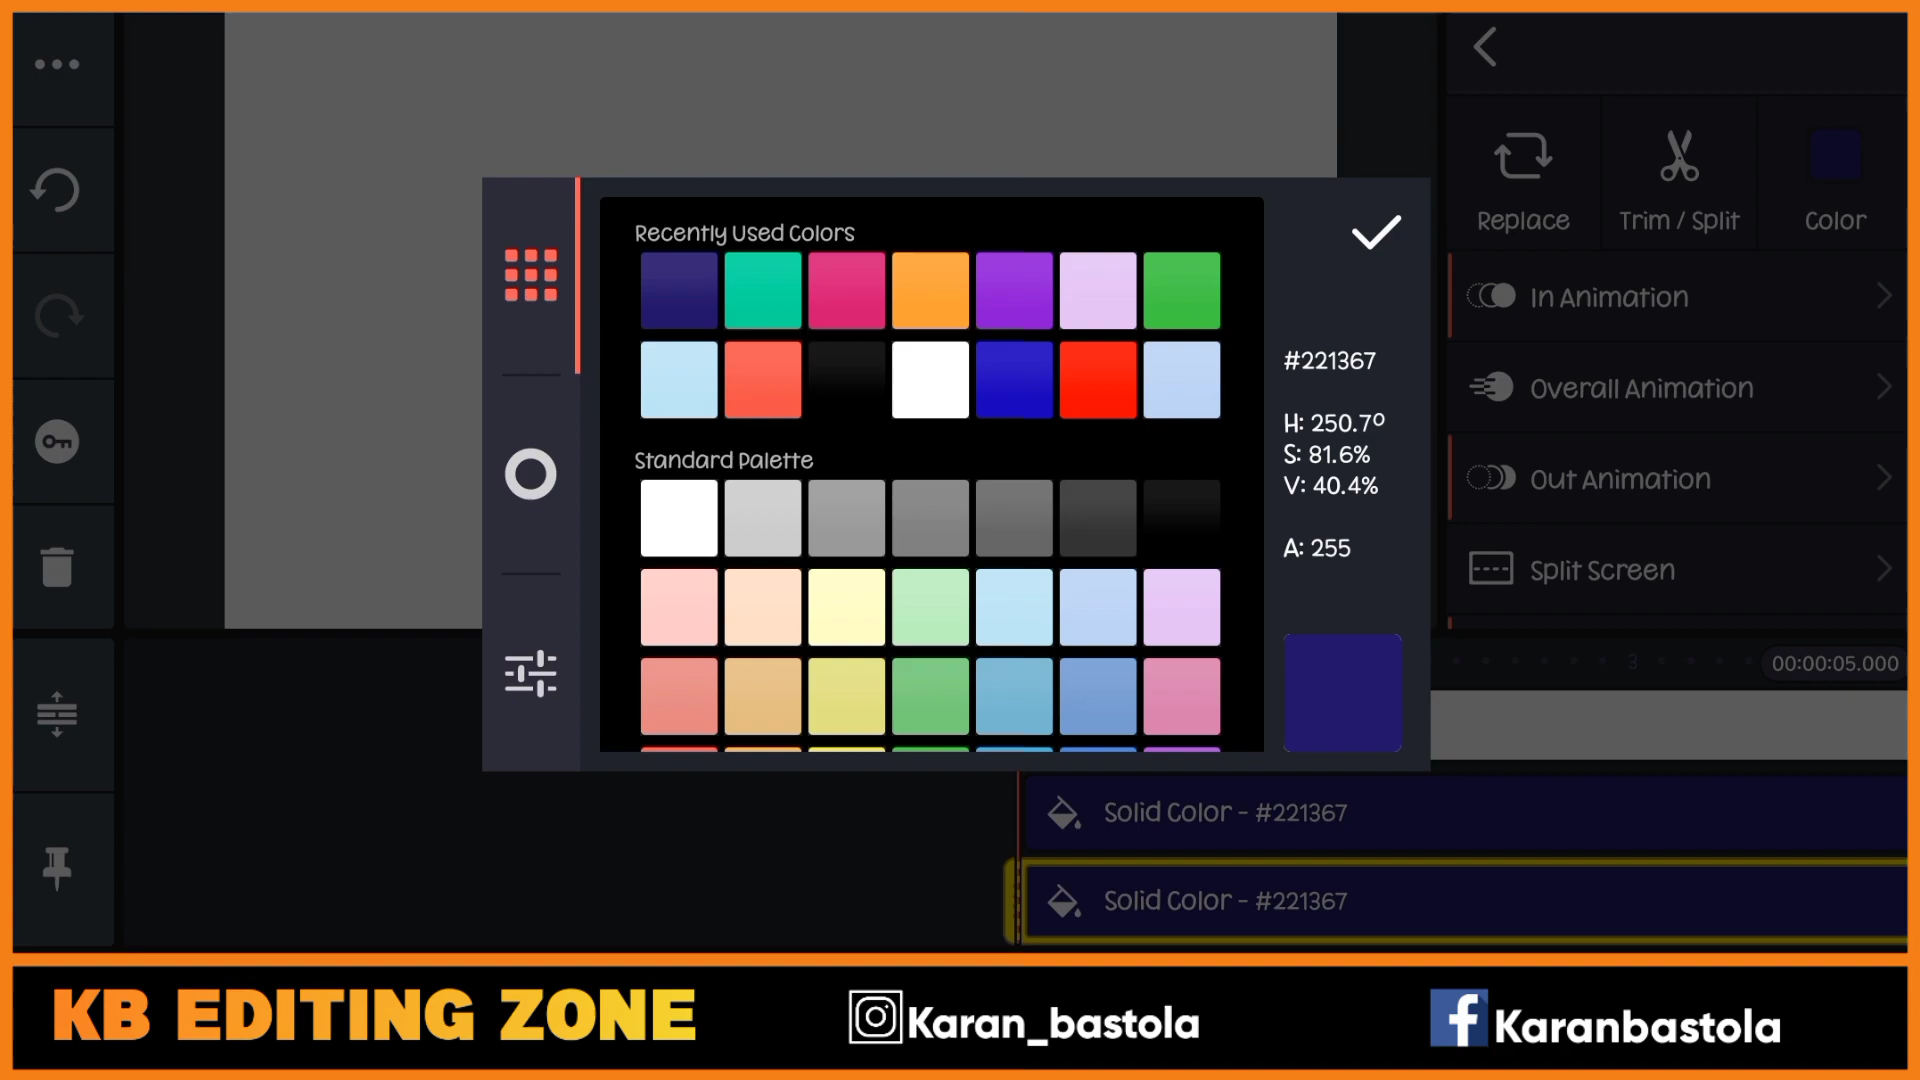 Recently Used Colors
#221367
H: 250.7º
S: 81.6%
V: 40.4%
A: 255
Standard Palette
Replace
Trim / Split
Color
In Animation
Overall Animation
Out Animation
Split Screen
3
00:00:05.000
Solid Color - #221367
Solid Color - #221367
KB EDITING ZONE
Karan_bastola
f Karanbastola